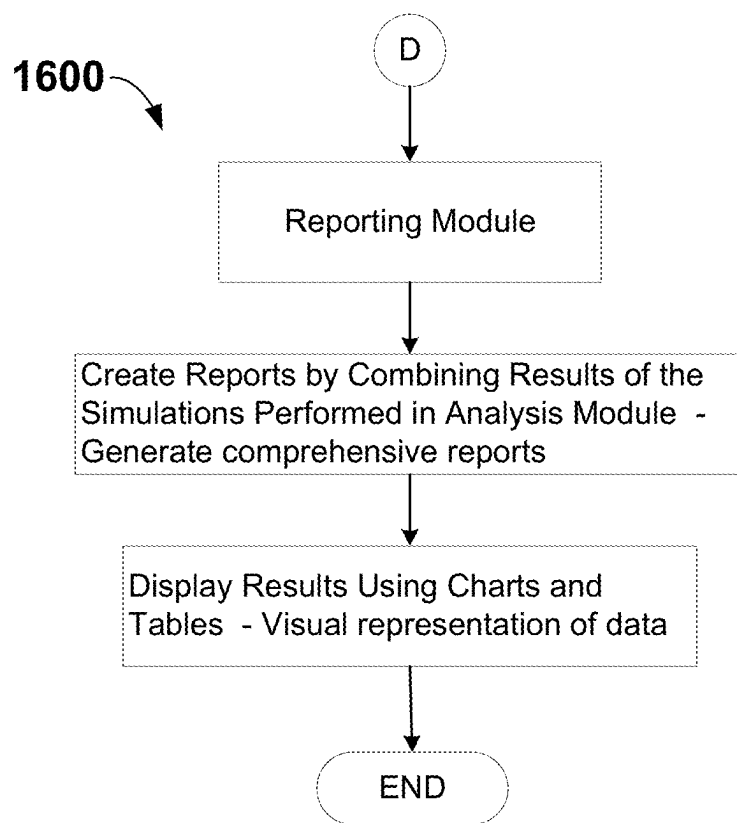 D
1600
Reporting Module
Create Reports by Combining Results of the
Simulations Performed in Analysis Module -
Generate comprehensive reports
Display Results Using Charts and
Tables - Visual representation of data
END